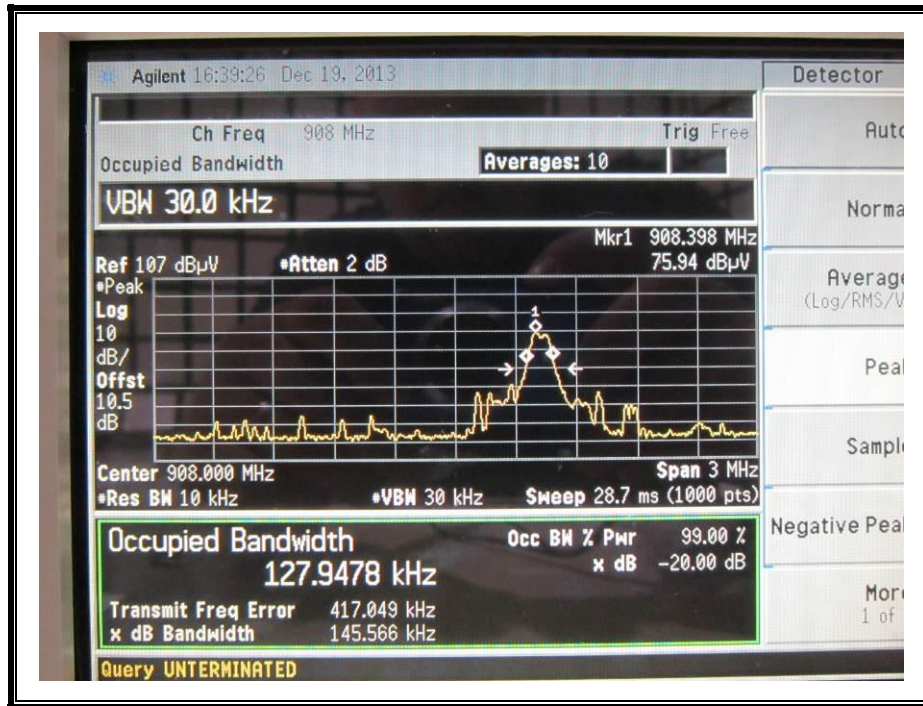 Agilent 16:39:26 Dec 19, 2013 Detector
Ch Freq 908 MHz Trig Free
Occupied Bandwidth Averages: 10
VBW 30.0 kHz
Mkr1 908.398 MHz
Ref 107 dBµV *Atten 2 dB 75.94 dBµV
*Peak
Log
10
dB/
Offst
10.5
dB
1
Center 908.000 MHz Span 3 MHz
*Res BW 10 kHz *VBW 30 kHz Sweep 28.7 ms (1000 pts)
Occupied Bandwidth Occ BW % Pwr 99.00 %
127.9478 kHz x dB -20.00 dB
Transmit Freq Error 417.049 kHz
x dB Bandwidth 145.566 kHz
Query UNTERMINATED
Auto
Norma
Average
(Log/RMS/V
Peak
Sample
Negative Peak
More
1 of